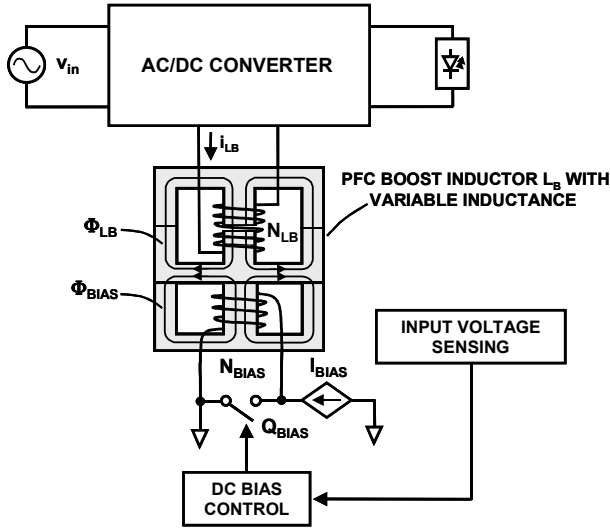 v_in
AC/DC CONVERTER
i_LB
PFC BOOST INDUCTOR L_B WITH
VARIABLE INDUCTANCE
Φ_LB
N_LB
Φ_BIAS
INPUT VOLTAGE
SENSING
N_BIAS
I_BIAS
Q_BIAS
DC BIAS
CONTROL